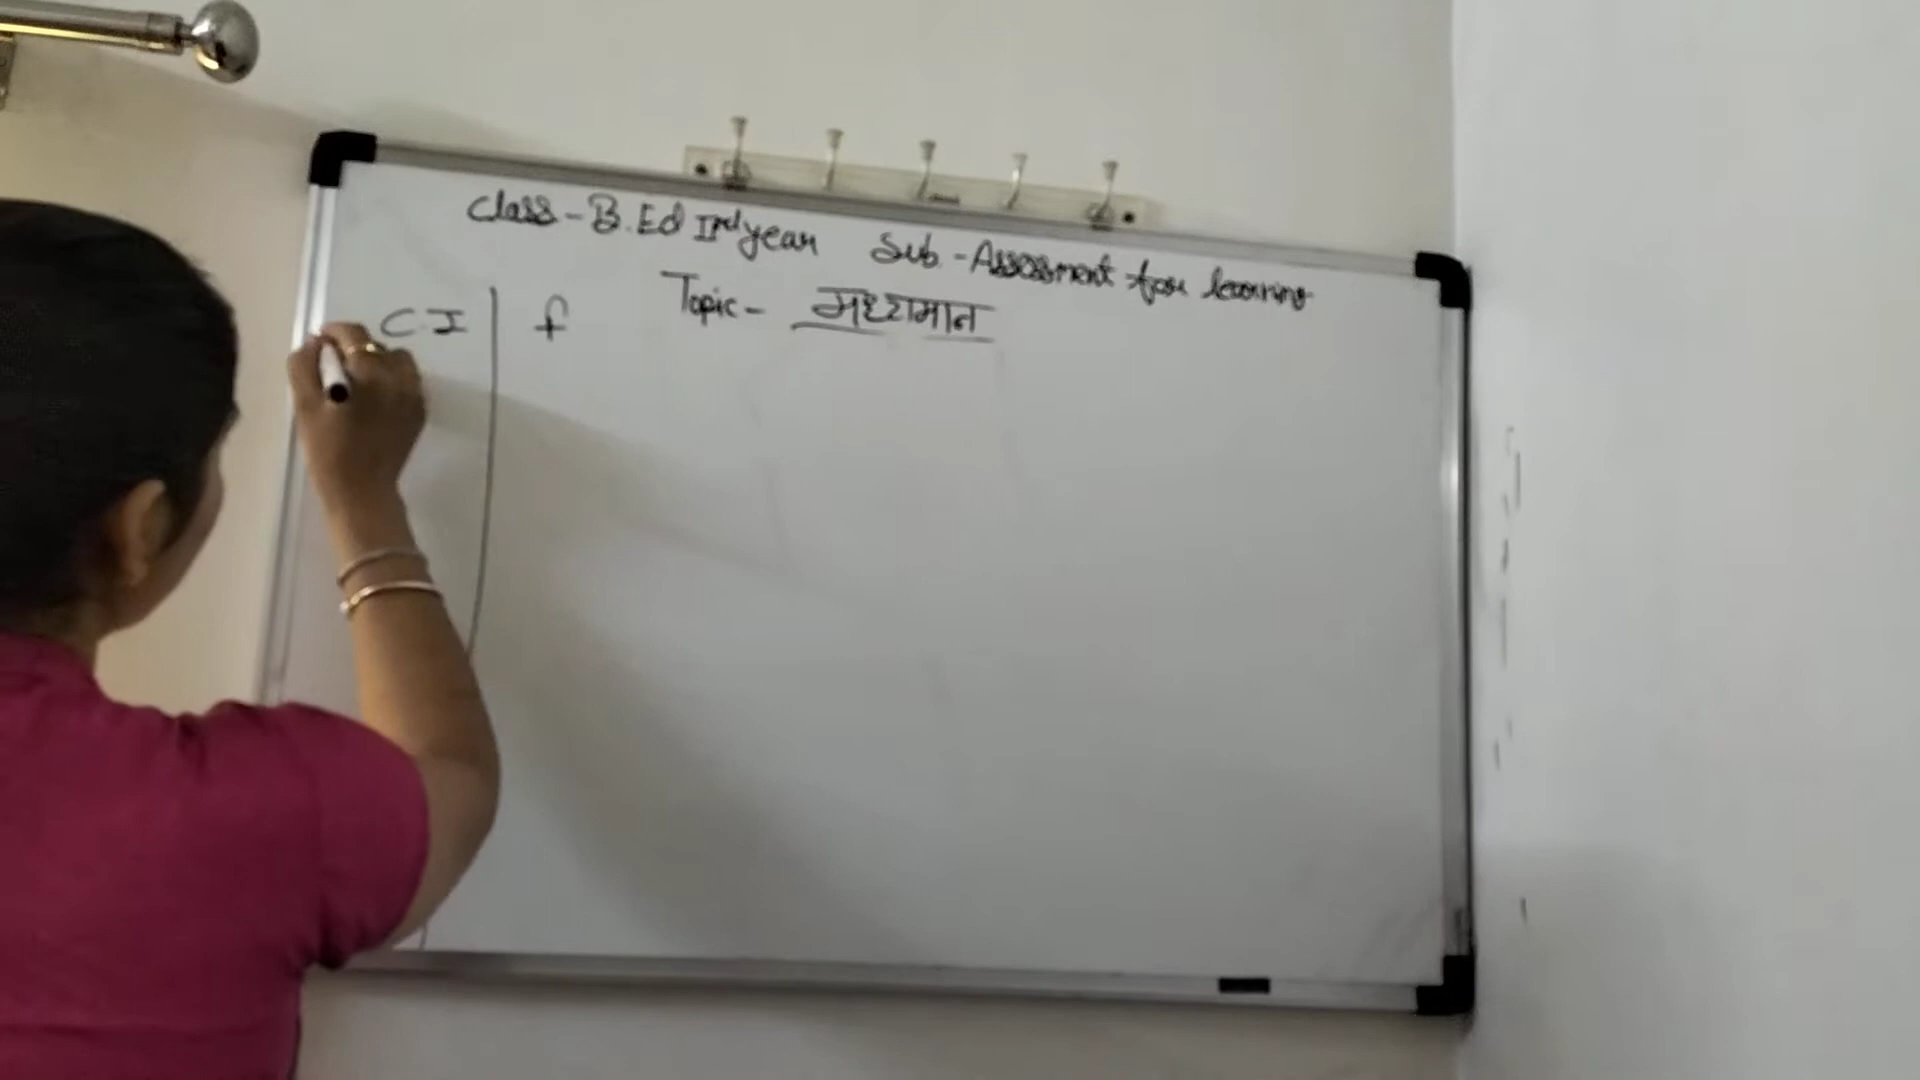 Class - B.Ed IInd year Sub. - Assessment for learning
Topic - मध्यमान
C.I f